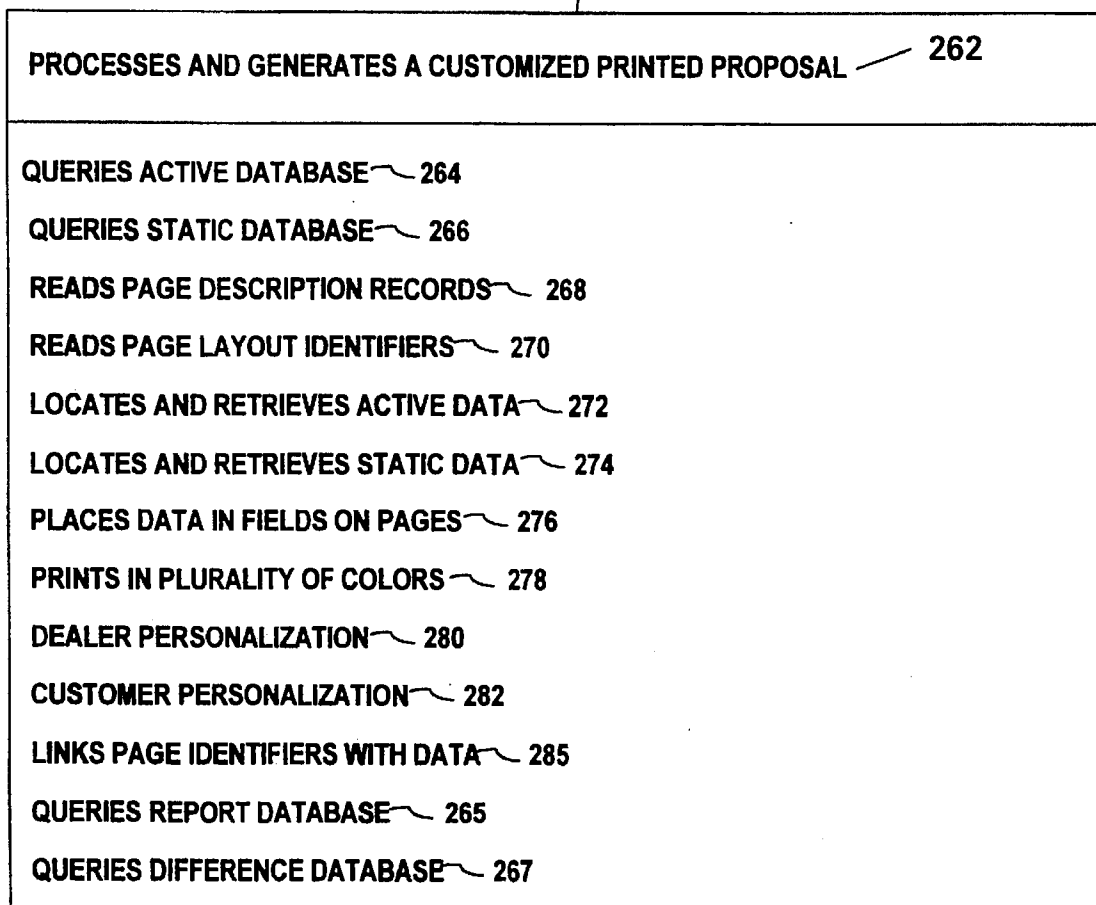 PROCESSES AND GENERATES A CUSTOMIZED PRINTED PROPOSAL 262
QUERIES ACTIVE DATABASE 264
QUERIES STATIC DATABASE 266
READS PAGE DESCRIPTION RECORDS 268
READS PAGE LAYOUT IDENTIFIERS 270
LOCATES AND RETRIEVES ACTIVE DATA 272
LOCATES AND RETRIEVES STATIC DATA 274
PLACES DATA IN FIELDS ON PAGES 276
PRINTS IN PLURALITY OF COLORS 278
DEALER PERSONALIZATION 280
CUSTOMER PERSONALIZATION 282
LINKS PAGE IDENTIFIERS WITH DATA 285
QUERIES REPORT DATABASE 265
QUERIES DIFFERENCE DATABASE 267